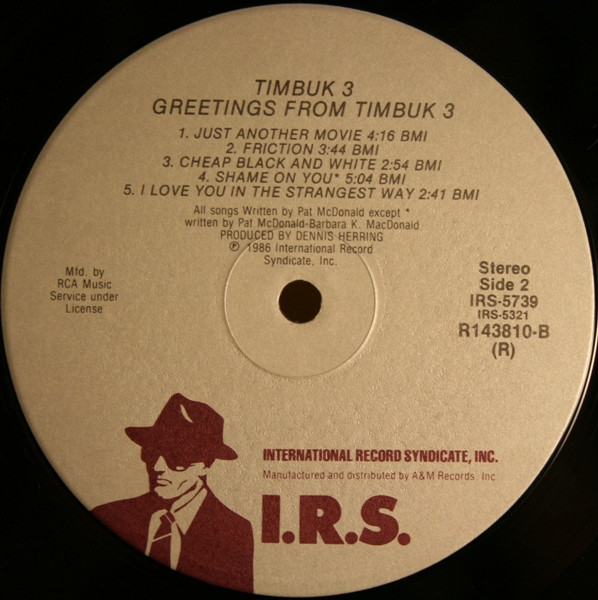 TIMBUK 3
GREETINGS FROM TIMBUK 3
1. JUST ANOTHER MOVIE 4:16 BMI
2. FRICTION 3:44 BMI
3. CHEAP BLACK AND WHITE 2:54 BMI
4. SHAME ON YOU* 5:04 BMI
5. I LOVE YOU IN THE STRANGEST WAY 2:41 BMI
All songs Written by Pat McDonald except *
written by Pat McDonald-Barbara K. MacDonald
PRODUCED BY DENNIS HERRING
℗ 1986 International Record
Syndicate, Inc.
Mfd. by
RCA Music
Service under
License
Stereo
Side 2
IRS-5739
IRS-5321
R143810-B
(R)
INTERNATIONAL RECORD SYNDICATE, INC.
Manufactured and distributed by A&M Records, Inc
I.R.S.